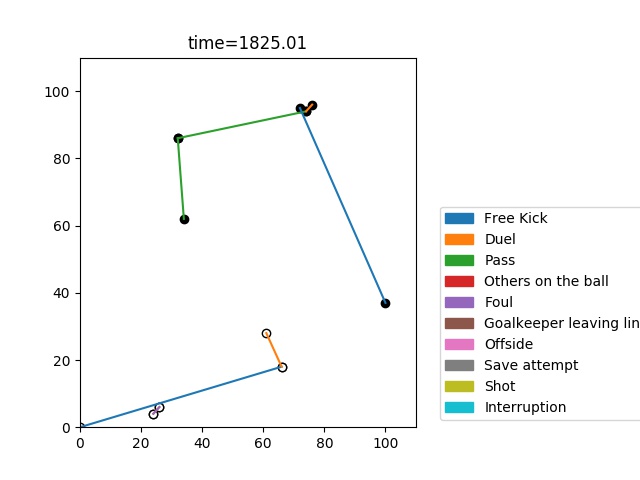 time=1825.01
100
80
60
40
20
0
0 20 40 60 80 100
Free Kick
Duel
Pass
Others on the ball
Foul
Goalkeeper leaving lin
Offside
Save attempt
Shot
Interruption